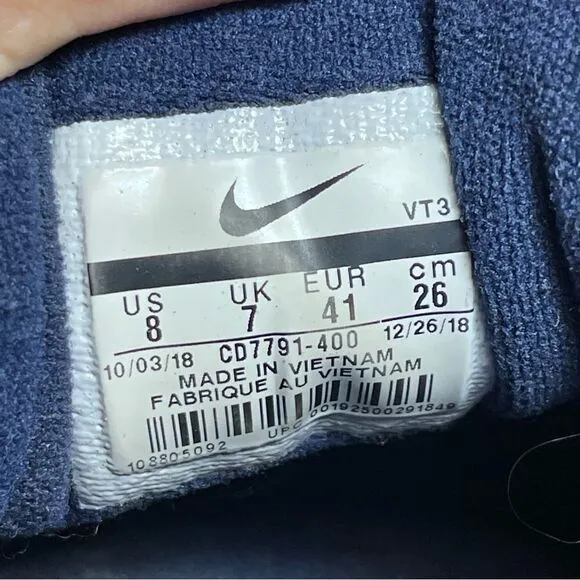 VT3
US UK EUR cm
8 7 41 26
10/03/18 CD7791-400 12/26/18
MADE IN VIETNAM
FABRIQUE AU VIETNAM
108805092 UPC 00192500291849